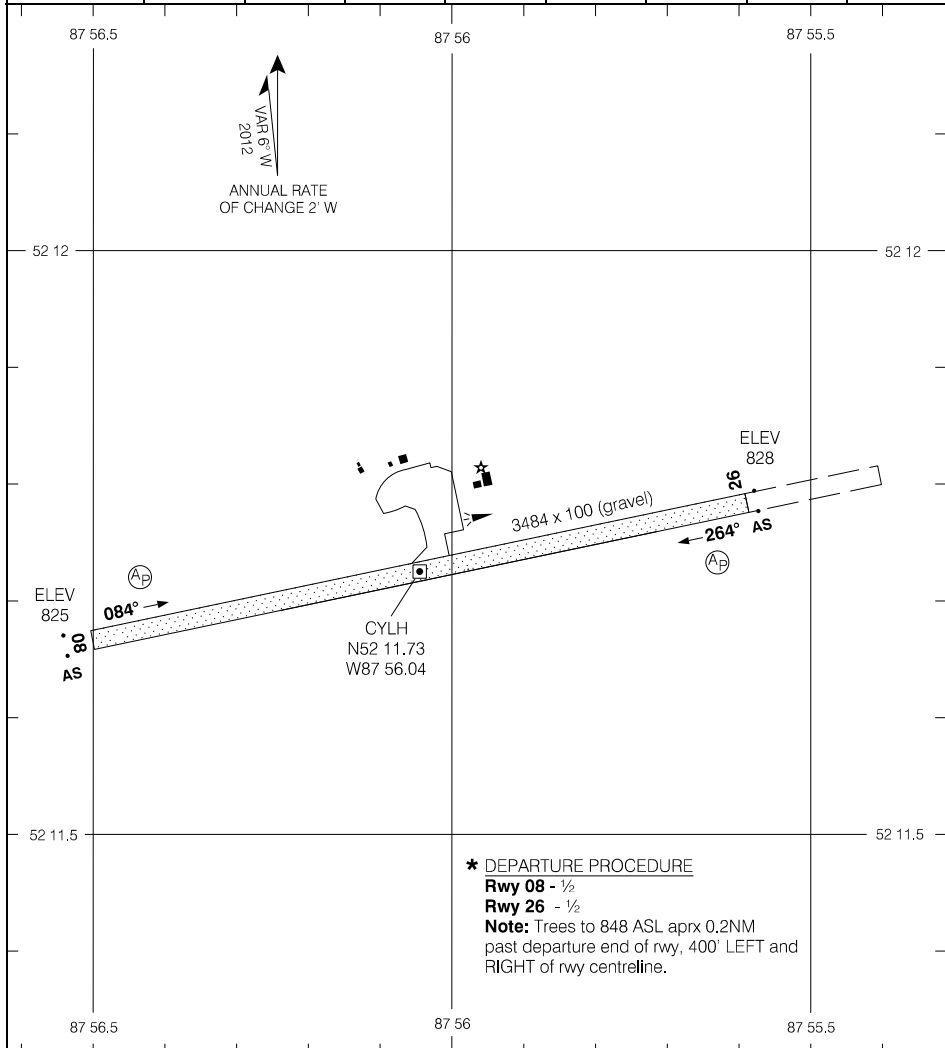 87 56.5
87 56
87 55.5
VAR 6° W
2012
ANNUAL RATE
OF CHANGE 2' W
52 12
52 12
ELEV
828
26
3484 x 100 (gravel)
264°
AS
AP
AP
ELEV
825
084°
08
AS
CYLH
N52 11.73
W87 56.04
52 11.5
52 11.5
* DEPARTURE PROCEDURE
Rwy 08 - ½
Rwy 26 - ½
Note: Trees to 848 ASL aprx 0.2NM
past departure end of rwy, 400' LEFT and
RIGHT of rwy centreline.
87 56.5
87 56
87 55.5